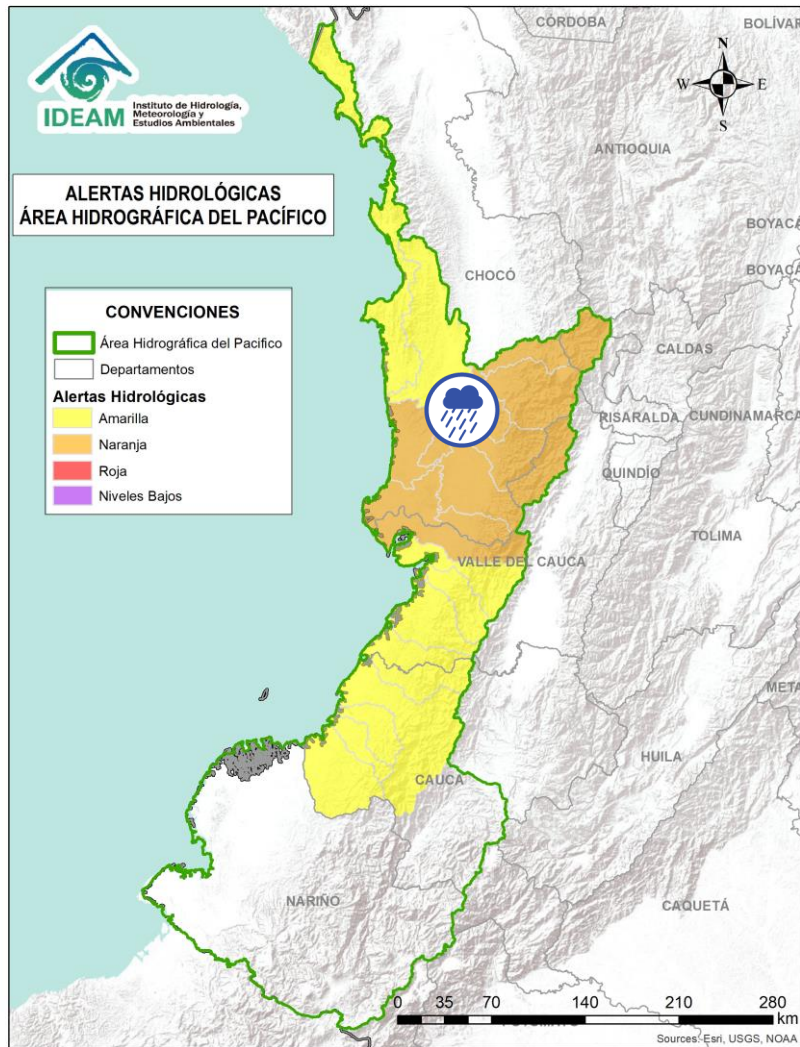 IDEAM Instituto de Hidrología,
Meteorología y
Estudios Ambientales
ALERTAS HIDROLÓGICAS
ÁREA HIDROGRÁFICA DEL PACÍFICO
CONVENCIONES
Área Hidrográfica del Pacifico
Departamentos
Alertas Hidrológicas
Amarilla
Naranja
Roja
Niveles Bajos
CÓRDOBA
BOLÍVAR
N
W E
S
ANTIOQUIA
BOYACÁ
CHOCÓ
BOYACÁ
CALDAS
RISARALDA
CUNDINAMARCA
QUINDÍO
TOLIMA
VALLE DEL CAUCA
META
HUILA
CAUCA
NARIÑO
CAQUETÁ
0 35 70 140 210 280
km
Sources: Esri, USGS, NOAA